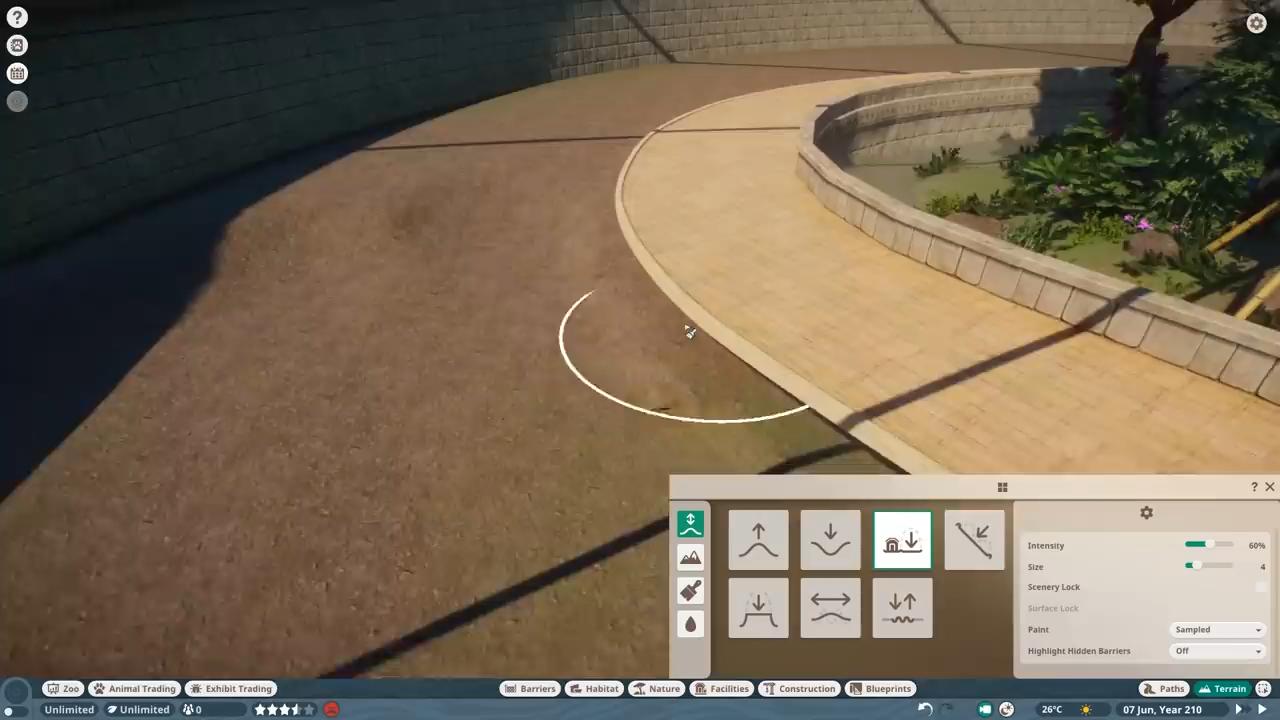 ?
? ×
Intensity 60%
Size 4
Scenery Lock
Surface Lock
Paint Sampled
Highlight Hidden Barriers Off
Zoo Animal Trading Exhibit Trading Barriers Habitat Nature Facilities Construction Blueprints Paths Terrain
Unlimited Unlimited 0 26°C 07 Jun, Year 210